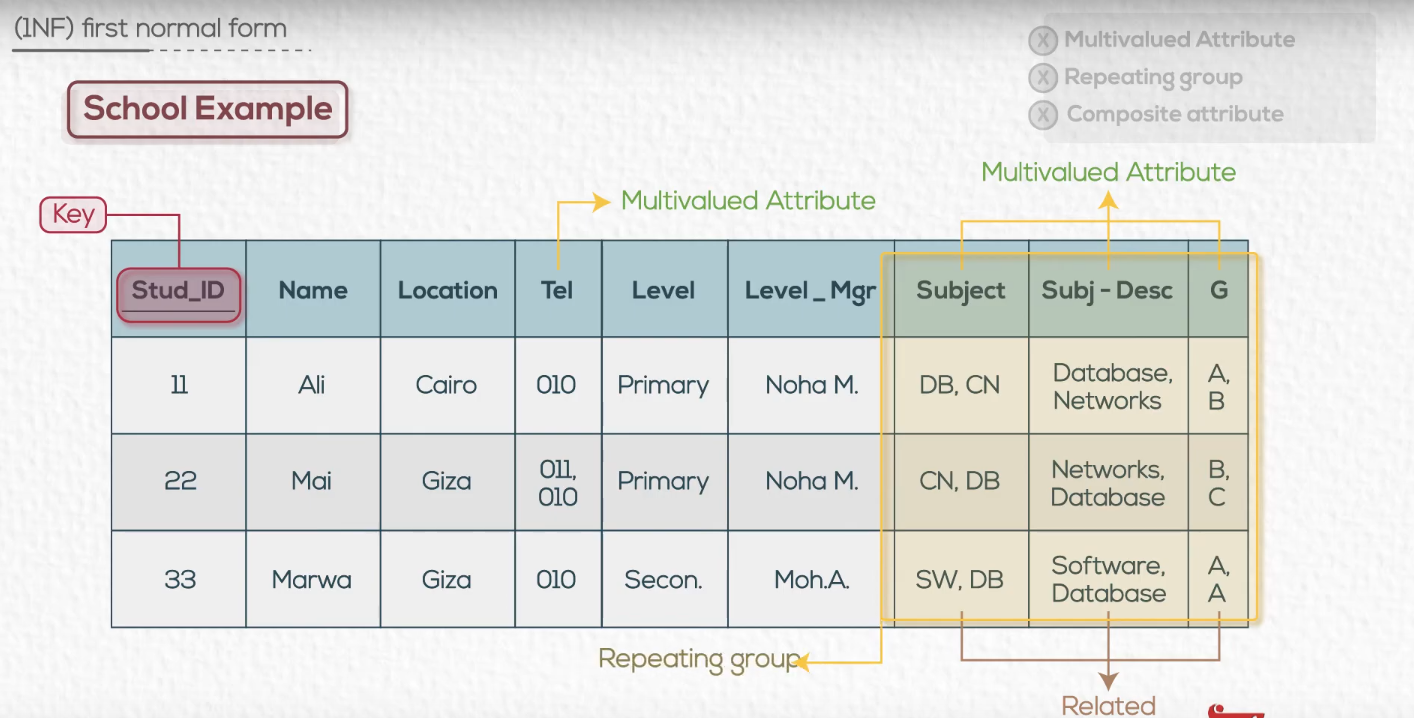 (1NF) first normal form
School Example
X Multivalued Attribute
X Repeating group
X Composite attribute
Multivalued Attribute
Multivalued Attribute
Key
Stud_ID Name Location Tel Level Level_Mgr Subject Subj - Desc G
11 Ali Cairo 010 Primary Noha M. DB, CN Database, Networks A, B
22 Mai Giza 011, 010 Primary Noha M. CN, DB Networks, Database B, C
33 Marwa Giza 010 Secon. Moh.A. SW, DB Software, Database A, A
Repeating group
Related